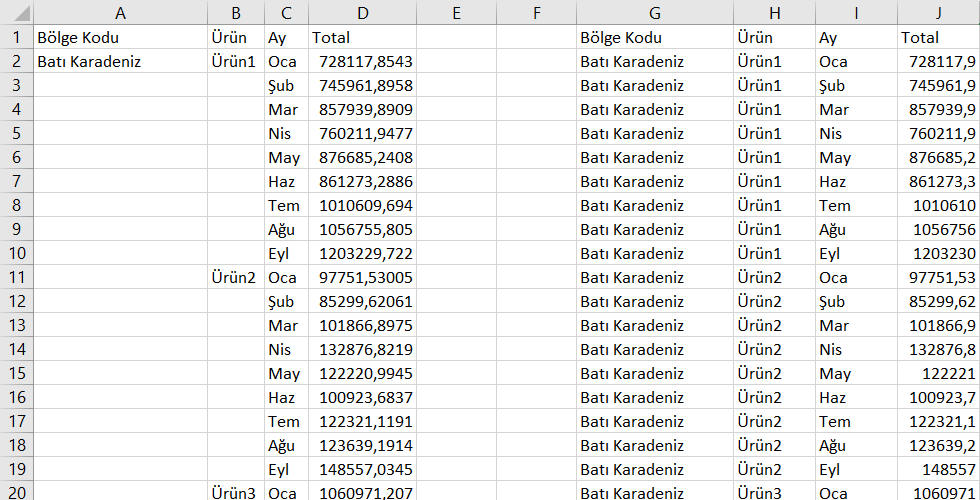 A B C D E F G H I J
1 Bölge Kodu Ürün Ay Total Bölge Kodu Ürün Ay Total
2 Batı Karadeniz Ürün1 Oca 728117,8543 Batı Karadeniz Ürün1 Oca 728117,9
3 Şub 745961,8958 Batı Karadeniz Ürün1 Şub 745961,9
4 Mar 857939,8909 Batı Karadeniz Ürün1 Mar 857939,9
5 Nis 760211,9477 Batı Karadeniz Ürün1 Nis 760211,9
6 May 876685,2408 Batı Karadeniz Ürün1 May 876685,2
7 Haz 861273,2886 Batı Karadeniz Ürün1 Haz 861273,3
8 Tem 1010609,694 Batı Karadeniz Ürün1 Tem 1010610
9 Ağu 1056755,805 Batı Karadeniz Ürün1 Ağu 1056756
10 Eyl 1203229,722 Batı Karadeniz Ürün1 Eyl 1203230
11 Ürün2 Oca 97751,53005 Batı Karadeniz Ürün2 Oca 97751,53
12 Şub 85299,62061 Batı Karadeniz Ürün2 Şub 85299,62
13 Mar 101866,8975 Batı Karadeniz Ürün2 Mar 101866,9
14 Nis 132876,8219 Batı Karadeniz Ürün2 Nis 132876,8
15 May 122220,9945 Batı Karadeniz Ürün2 May 122221
16 Haz 100923,6837 Batı Karadeniz Ürün2 Haz 100923,7
17 Tem 122321,1191 Batı Karadeniz Ürün2 Tem 122321,1
18 Ağu 123639,1914 Batı Karadeniz Ürün2 Ağu 123639,2
19 Eyl 148557,0345 Batı Karadeniz Ürün2 Eyl 148557
20 Ürün3 Oca 1060971,207 Batı Karadeniz Ürün3 Oca 1060971